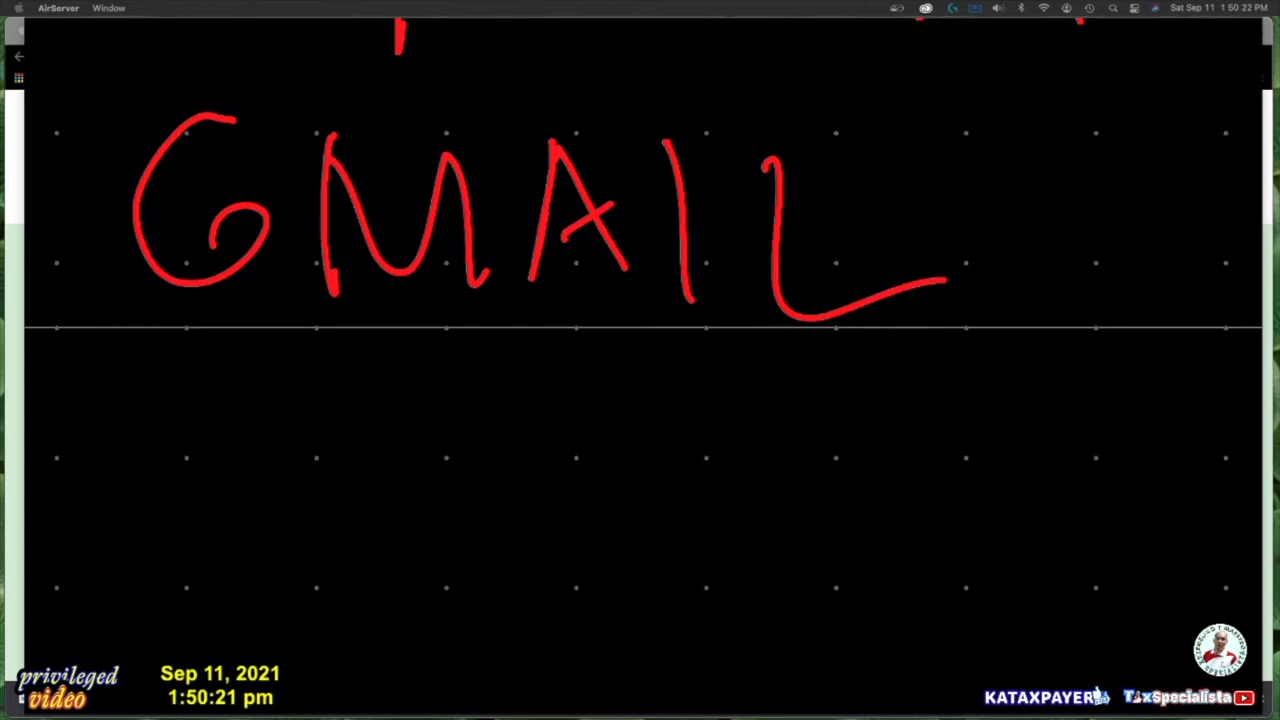 AirServer Window Sat Sep 11 1 50 22 PM
GMAIL
privileged
video
Sep 11, 2021
1:50:21 pm
KATAXPAYER TaxSpecialista